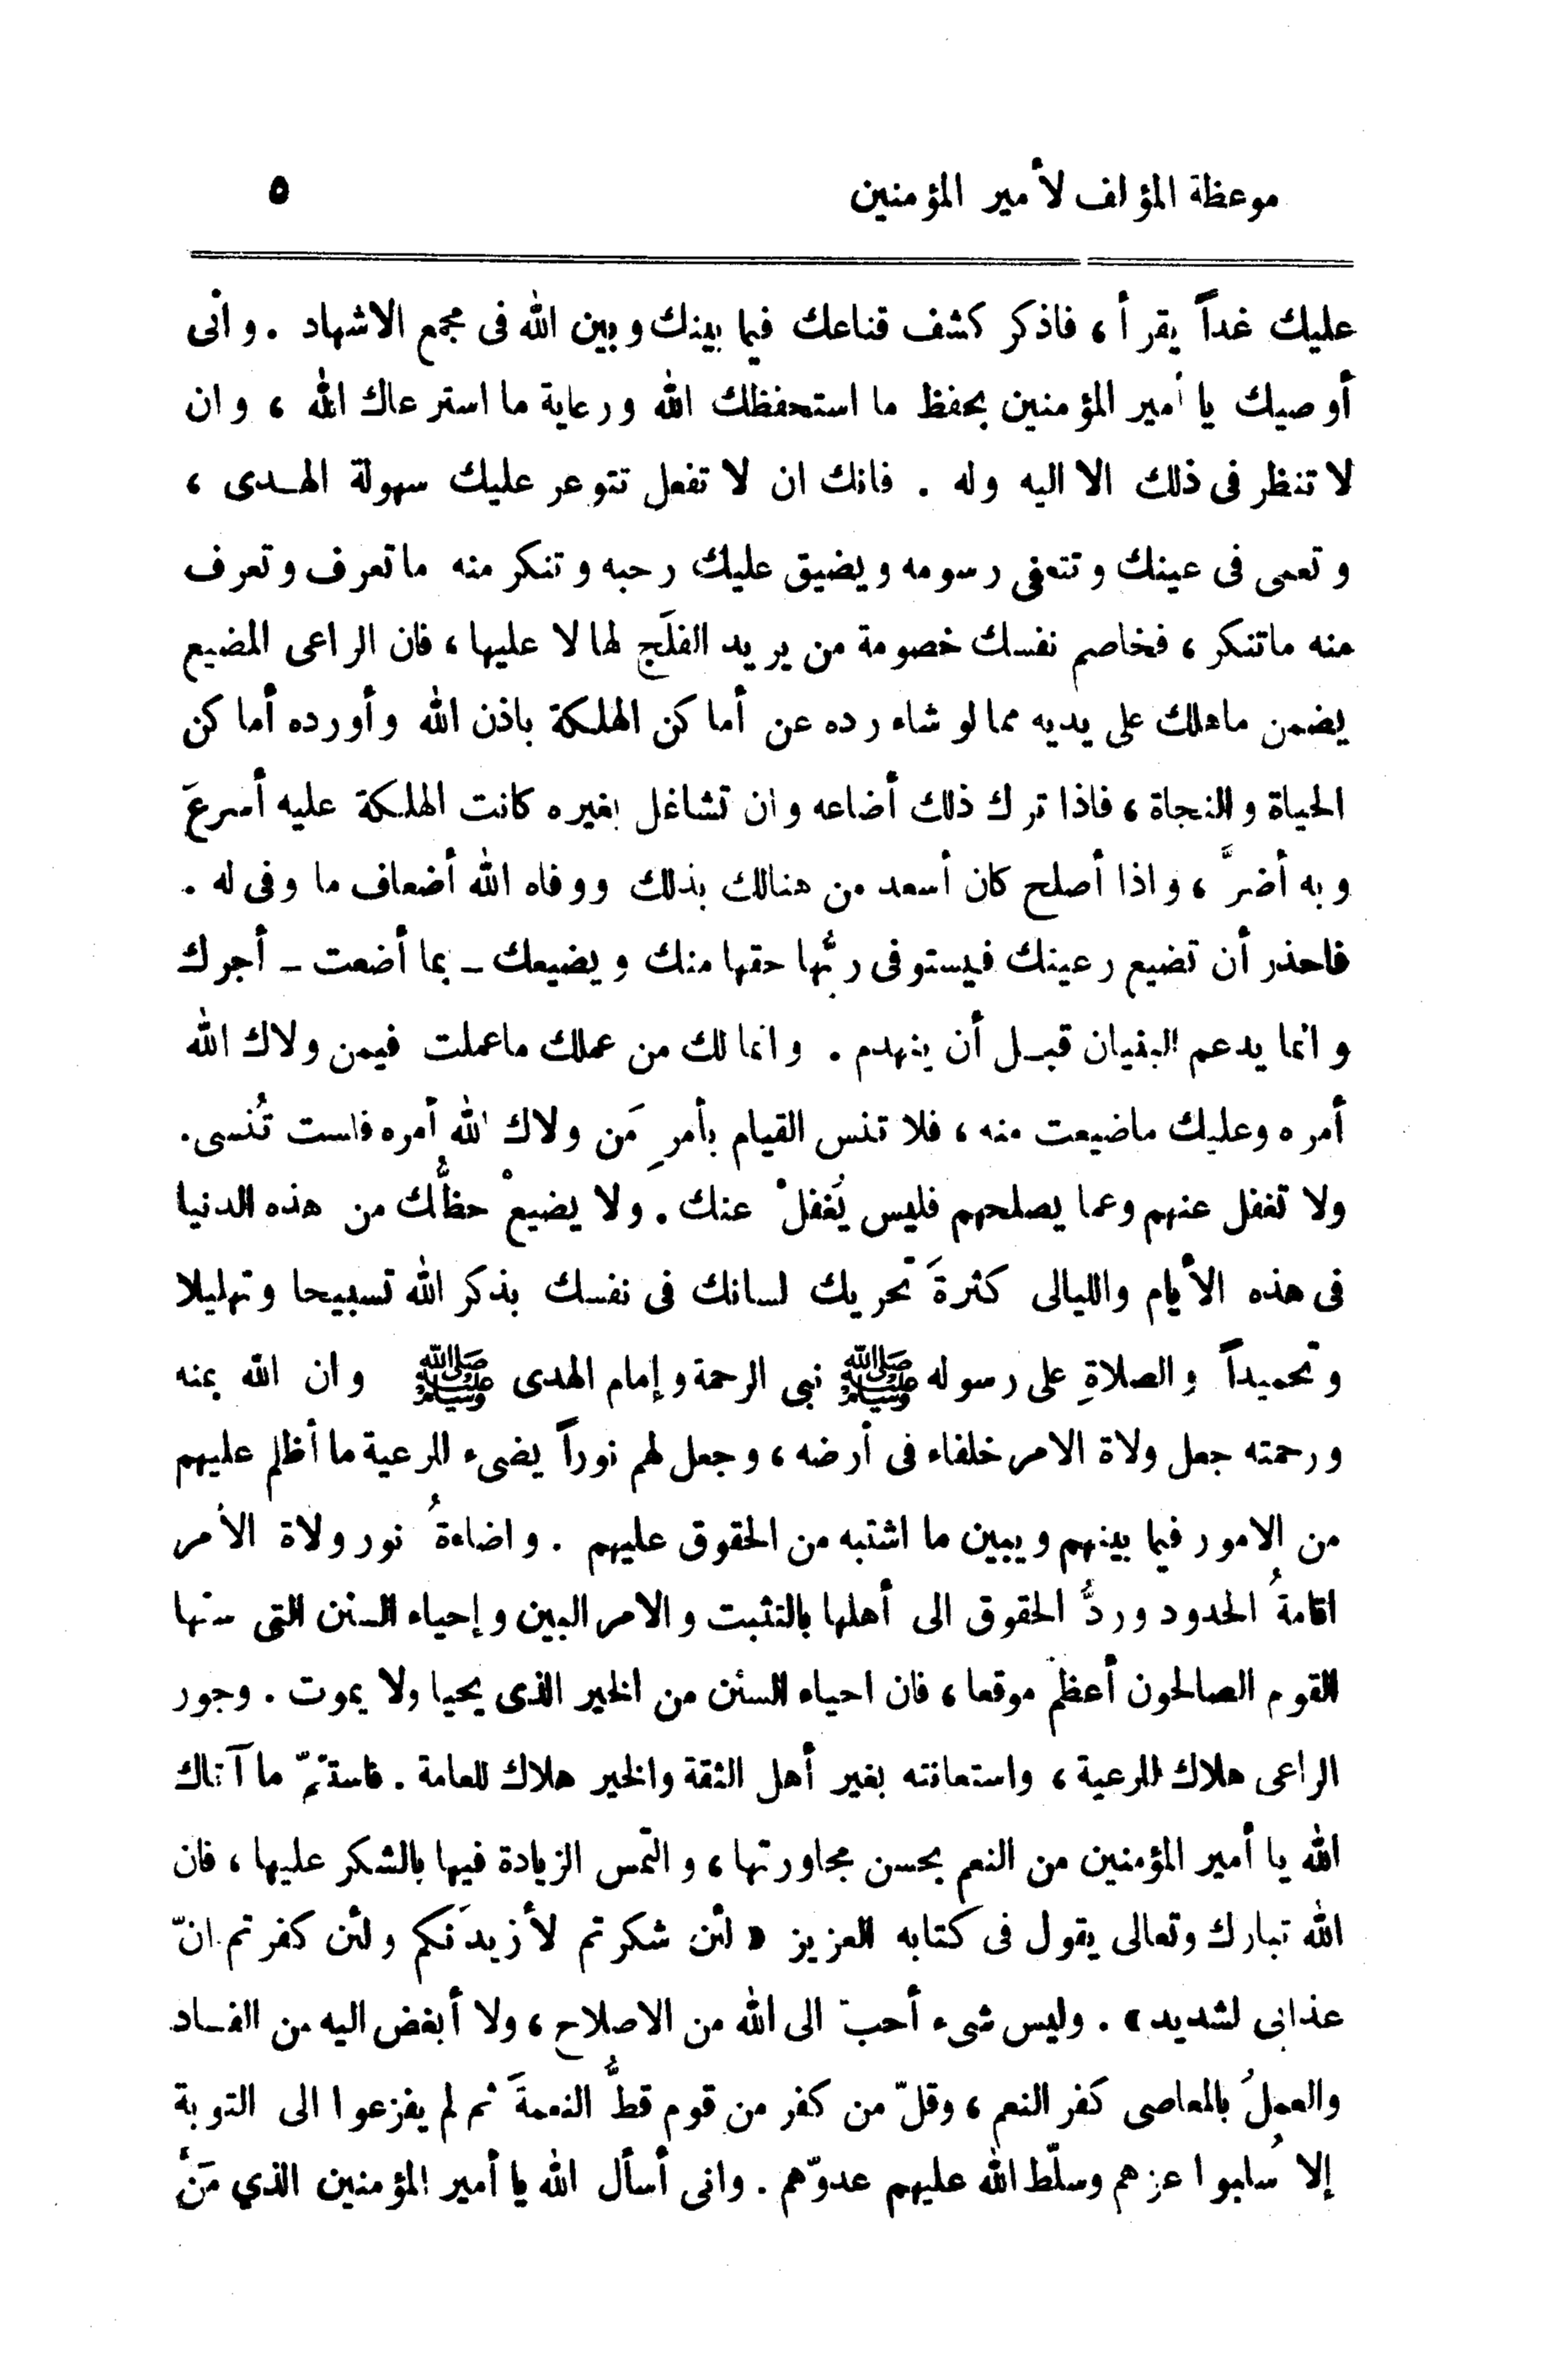 موعظة المؤلف لأمير المؤمنين ٥
عليك غداً يقرأ ، فاذكر كشف قناعك فيما بينك وبين الله فى مجمع الاشهاد . وانى
أوصيك يا أمير المؤمنين بحفظ ما استحفظك الله ورعاية ما استرعاك الله ، وان
لا تنظر فى ذلك الا اليه وله . فانك ان لا تفعل تتوعر عليك سهولة الهـدى ،
وتعمى فى عينك وتتعفى رسومه ويضيق عليك رحبه وتنكر منه ماتعرف وتعرف
منه ماتنكر ، فخاصم نفسك خصومة من يريد الفلَج لها لا عليها ، فان الراعى المضيع
يضمن ماهلك على يديه مما لو شاء رده عن أماكن الهلكة باذن الله وأورده أماكن
الحياة والنجاة ، فاذا ترك ذلك أضاعه وان تشاغل بغيره كانت الهلكة عليه أسرعَ
وبه أضرَّ ، واذا أصلح كان أسعد من هنالك بذلك ووفاه الله أضعاف ما وفى له .
فاحذر أن تضيع رعيتك فيستوفى ربُّها حقها منك ويضيعك ـ بما أضعت ـ أجرك
وانما يدعم البنيان قبـل أن ينهدم . وانما لك من عملك ماعملت فيمن ولاك الله
أمره وعليك ماضيعت منه ، فلا تنس القيام بأمرِ مَن ولاك الله أمره فلست تُنسى .
ولا تغفل عنهم وعما يصلحهم فليس يُغفلْ عنك . ولا يضيعْ حظُّك من هذه الدنيا
فى هذه الأيام والليالى كثرةَ تحريك لسانك فى نفسك بذكر الله تسبيحا وتهليلا
وتحميداً والصلاةِ على رسوله ﷺ نبى الرحمة وإمام الهدى ﷺ وان الله بمنه
ورحمته جعل ولاة الامر خلفاء فى أرضه ، وجعل لهم نوراً يضىء للرعية ما أظلم عليهم
من الامور فيما بينهم ويبين ما اشتبه من الحقوق عليهم . واضاءةُ نور ولاة الأمر
اقامةُ الحدود وردُّ الحقوق الى أهلها بالتثبت والامر البين وإحياء السنن التى سنها
القوم الصالحون أعظم موقعا ، فان احياء السنن من الخير الذى يحيا ولا يموت . وجور
الراعى هلاك للرعية ، واستعانته بغير أهل الثقة والخير هلاك للعامة . فاستتمّ ما آتاك
الله يا أمير المؤمنين من النعم بحسن مجاورتها ، والتمس الزيادة فيها بالشكر عليها ، فان
الله تبارك وتعالى يقول فى كتابه العزيز « لئن شكرتم لأزيدَنكم ولئن كفرتم انّ
عذابى لشديد » . وليس شىء أحبّ الى الله من الاصلاح ، ولا أبغض اليه من الفسـاد
والعملُ بالمعاصى كفر النعم ، وقلّ من كفر من قوم قطُّ النعمةَ ثم لم يفزعوا الى التوبة
إلا سُلبوا عزهم وسلّط الله عليهم عدوّهم . وانى أسأل الله يا أمير المؤمنين الذي مَنَّ